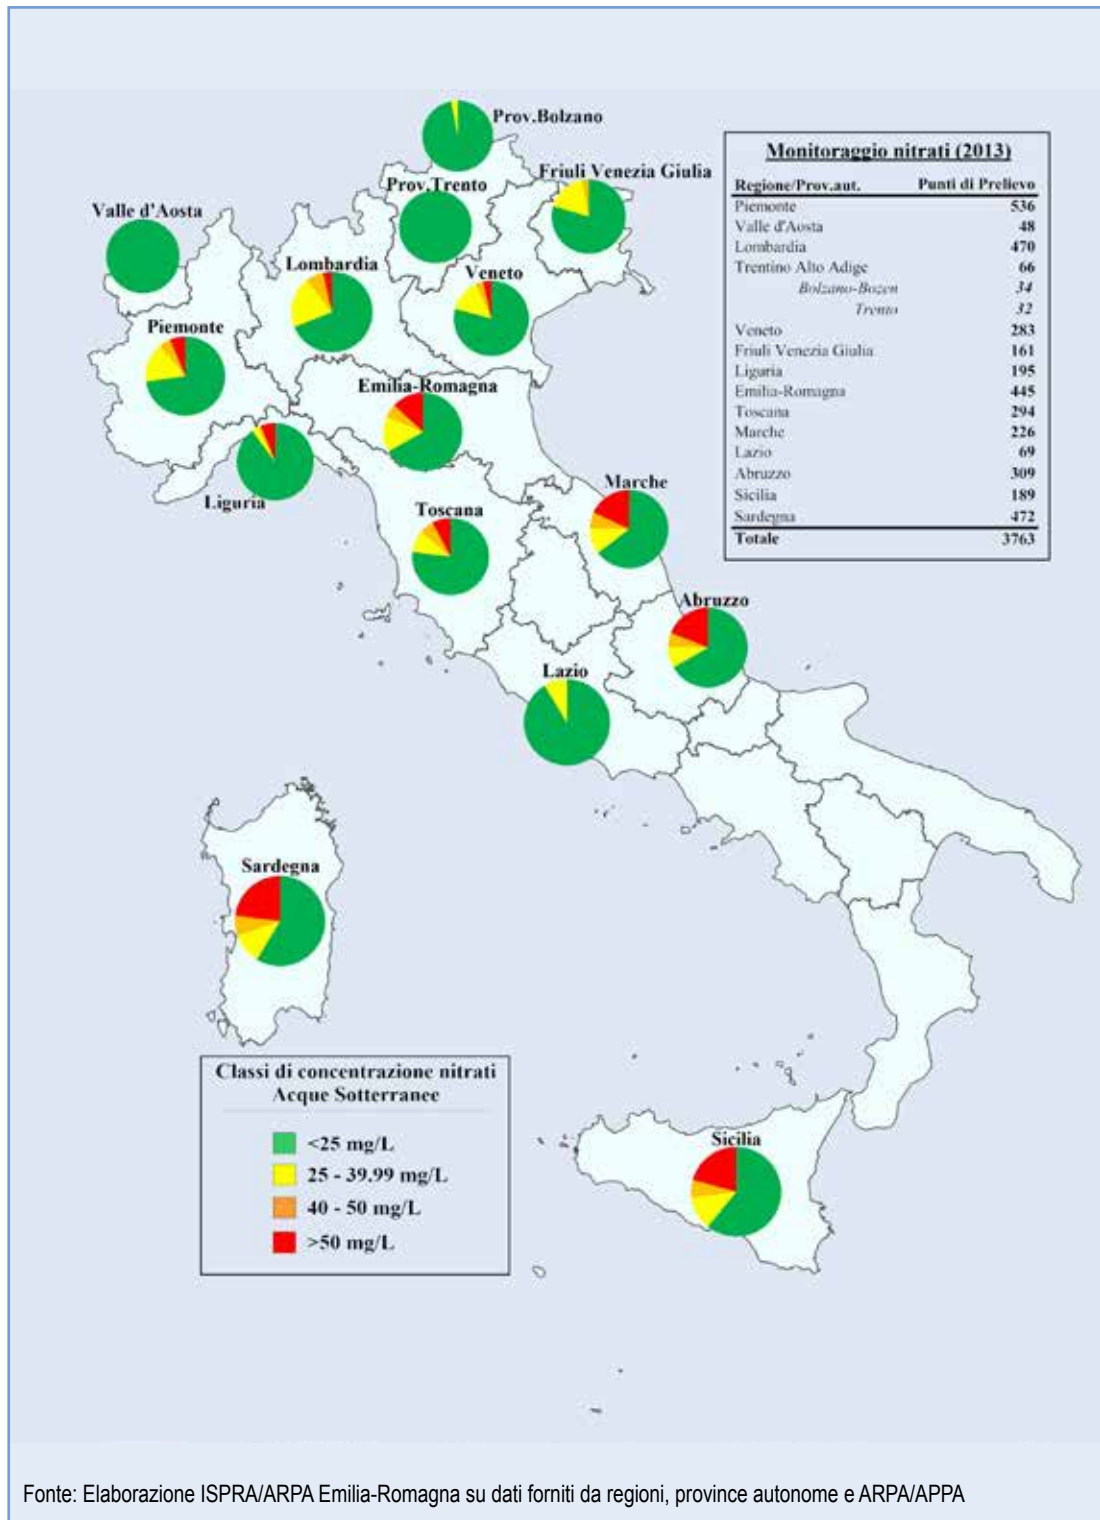 Prov.Bolzano
Prov.Trento
Friuli Venezia Giulia
Valle d'Aosta
Lombardia
Veneto
Piemonte
Emilia-Romagna
Liguria
Toscana
Marche
Abruzzo
Lazio
Sardegna
Sicilia
Monitoraggio nitrati (2013)
Regione/Prov.aut. Punti di Prelievo
Piemonte 536
Valle d'Aosta 48
Lombardia 470
Trentino Alto Adige 66
Bolzano-Bozen 34
Trento 32
Veneto 283
Friuli Venezia Giulia 161
Liguria 195
Emilia-Romagna 445
Toscana 294
Marche 226
Lazio 69
Abruzzo 309
Sicilia 189
Sardegna 472
Totale 3763
Classi di concentrazione nitrati
Acque Sotterranee
<25 mg/L
25 - 39.99 mg/L
40 - 50 mg/L
>50 mg/L
Fonte: Elaborazione ISPRA/ARPA Emilia-Romagna su dati forniti da regioni, province autonome e ARPA/APPA